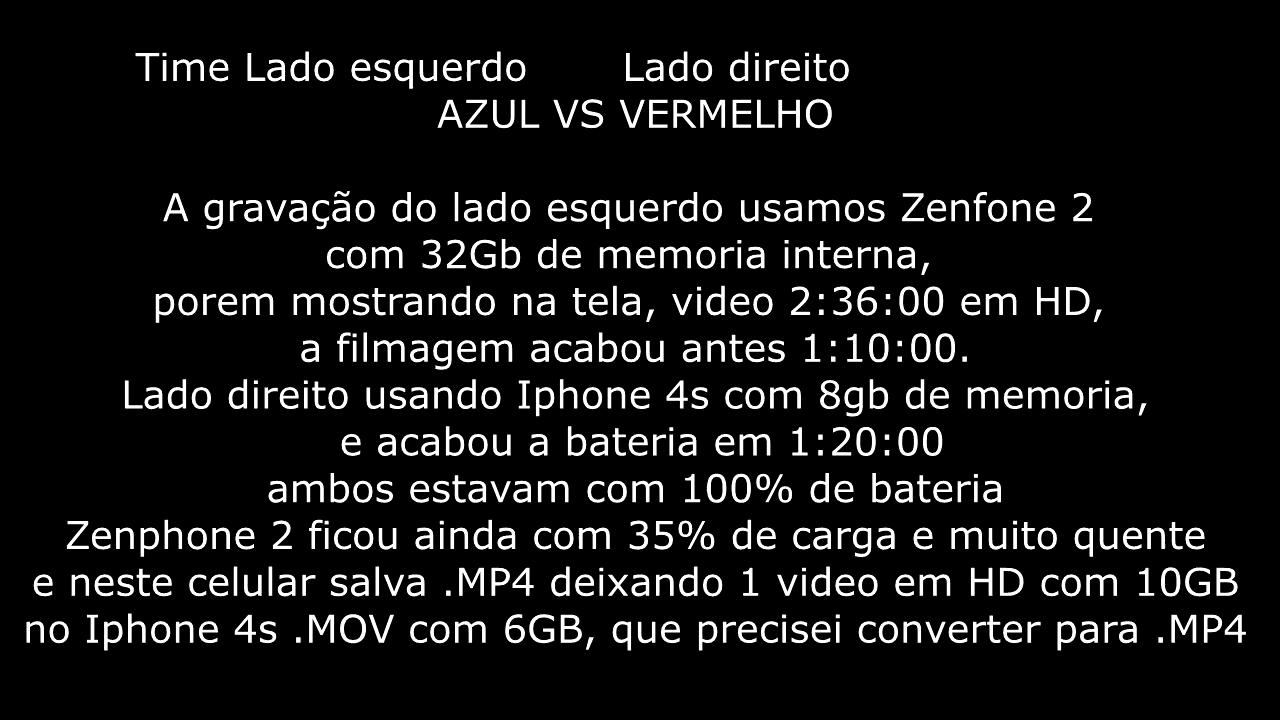 Time Lado esquerdo Lado direito
AZUL VS VERMELHO
A gravação do lado esquerdo usamos Zenfone 2
com 32Gb de memoria interna,
porem mostrando na tela, video 2:36:00 em HD,
a filmagem acabou antes 1:10:00.
Lado direito usando Iphone 4s com 8gb de memoria,
e acabou a bateria em 1:20:00
ambos estavam com 100% de bateria
Zenphone 2 ficou ainda com 35% de carga e muito quente
e neste celular salva .MP4 deixando 1 video em HD com 10GB
no Iphone 4s .MOV com 6GB, que precisei converter para .MP4